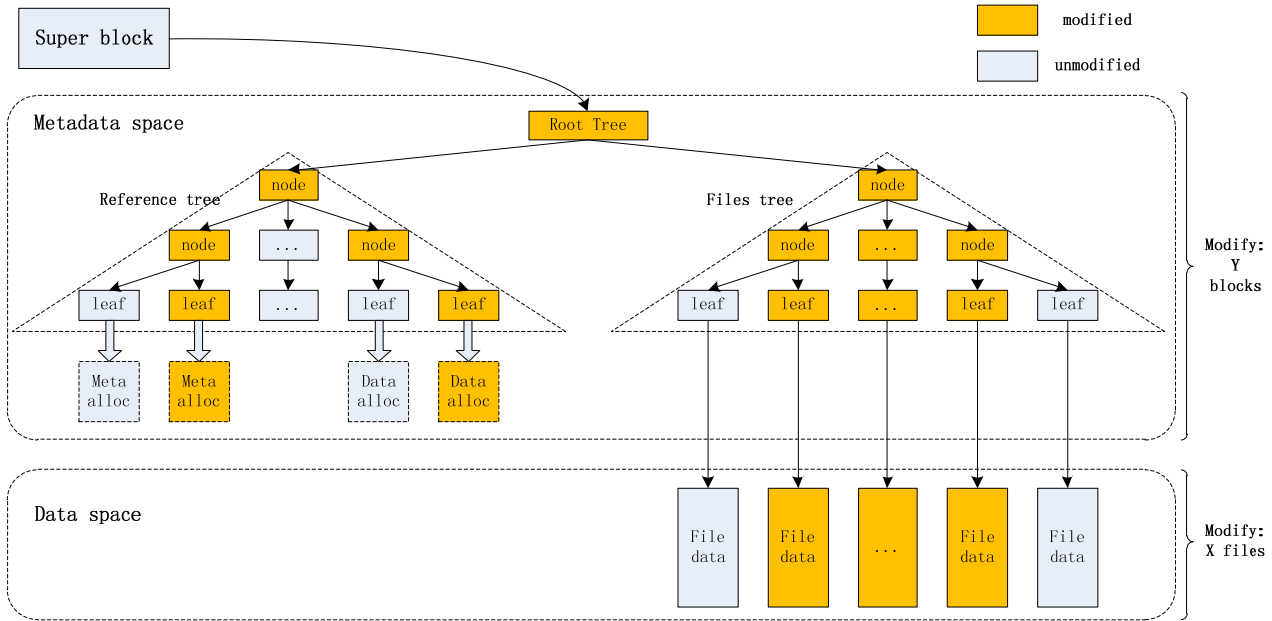 Super block
modified
unmodified
Metadata space
Root Tree
Reference tree
node
node
...
node
leaf
leaf
...
leaf
leaf
Meta
alloc
Meta
alloc
Data
alloc
Data
alloc
Files tree
node
node
...
node
leaf
leaf
...
leaf
leaf
Modify:
Y
blocks
Data space
File
data
File
data
...
File
data
File
data
Modify:
X files